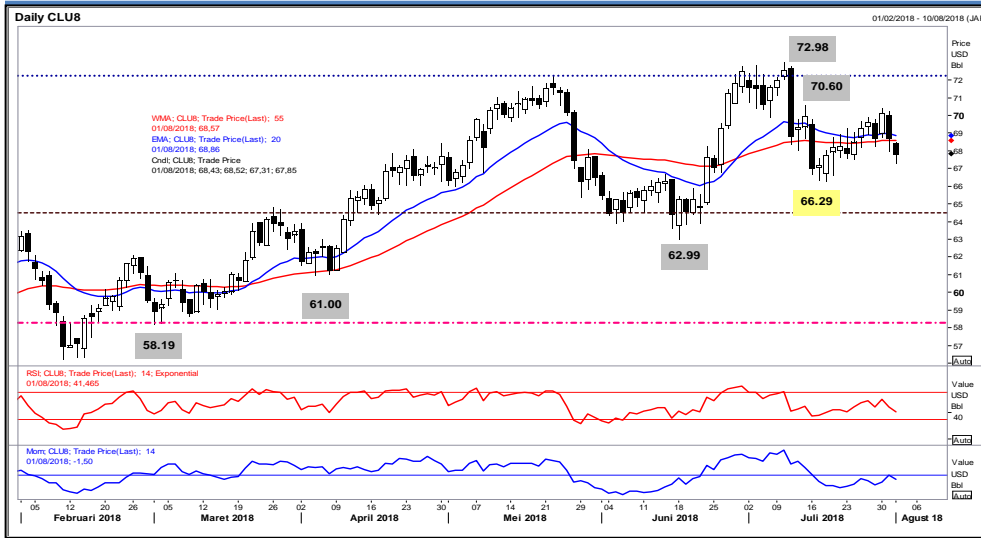 Daily CLU8
01/02/2018 - 10/08/2018 (JA
Price
USD
Bbl
WMA; CLU8; Trade Price(Last); 55
01/08/2018; 68,57
EMA; CLU8; Trade Price(Last); 20
01/08/2018; 68,86
Cndl; CLU8; Trade Price
01/08/2018; 68,43; 68,52; 67,31; 67,85
72.98
70.60
66.29
62.99
61.00
58.19
72
71
70
69
68
67
66
65
64
63
62
61
60
59
58
57
Auto
RSI; CLU8; Trade Price(Last); 14; Exponential
01/08/2018; 41,465
Value
USD
Bbl
40
Auto
Mom; CLU8; Trade Price(Last); 14
01/08/2018; -1,50
Value
USD
Bbl
Auto
05 12 20 26 05 12 19 26 02 09 16 23 30 07 14 21 29 04 11 18 25 02 09 16 23 30 06
Februari 2018 Maret 2018 April 2018 Mei 2018 Juni 2018 Juli 2018 Agust 18